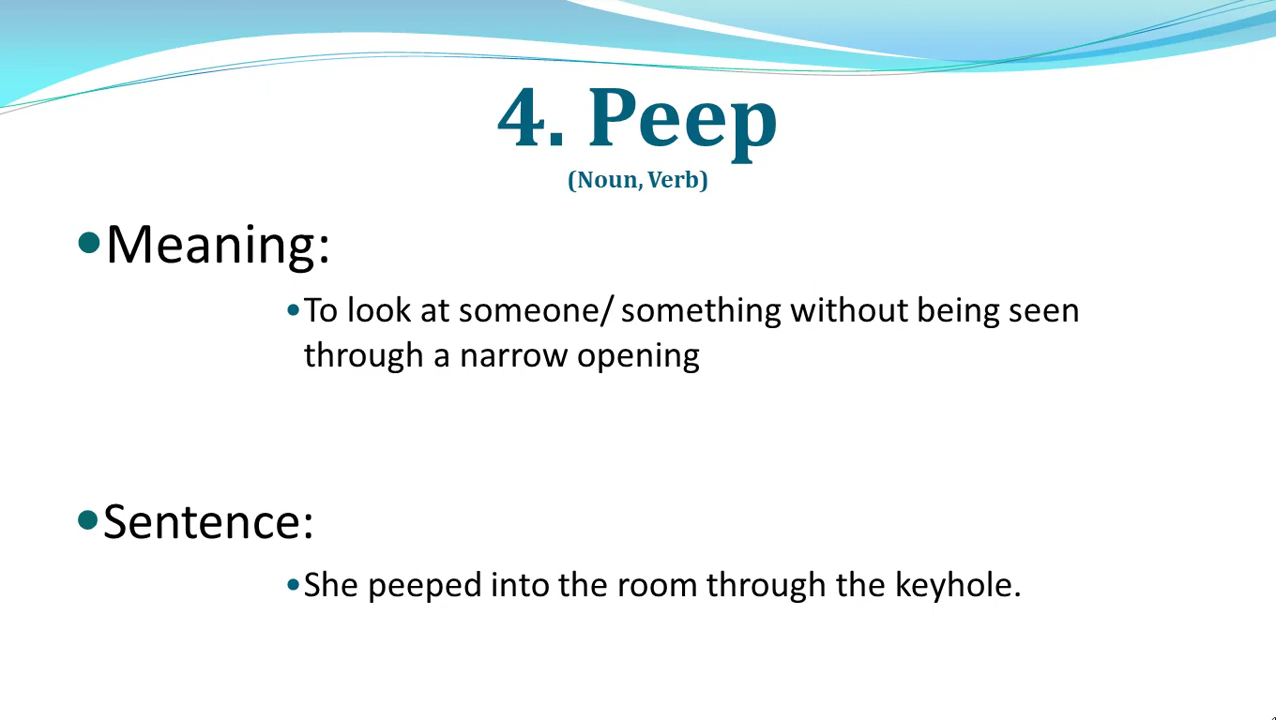 4. Peep
(Noun, Verb)
•Meaning:
•To look at someone/ something without being seen
through a narrow opening
•Sentence:
•She peeped into the room through the keyhole.